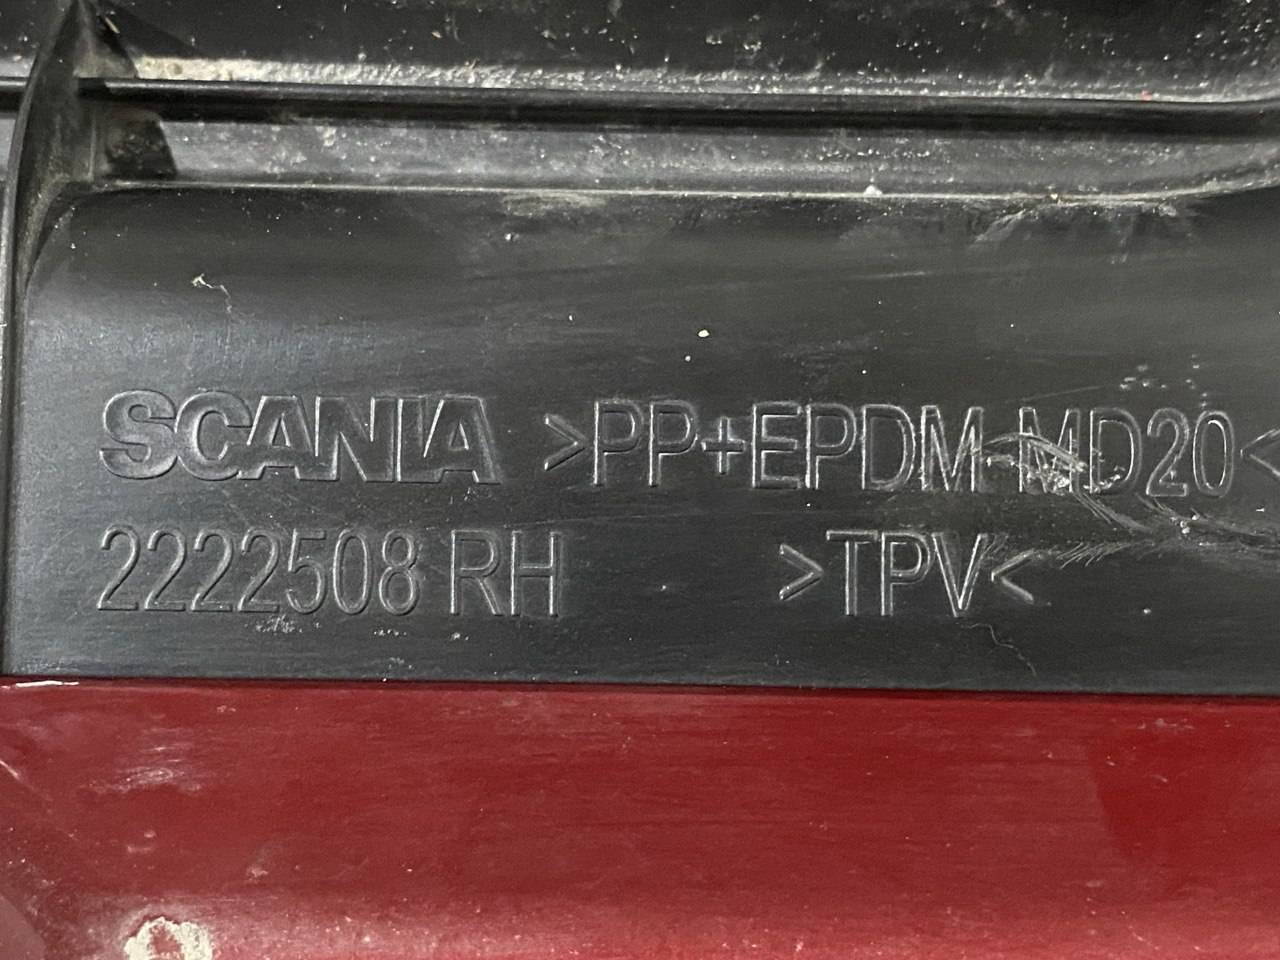 SCANIA >PP+EPDM-MD20<
2222508 RH >TPV<